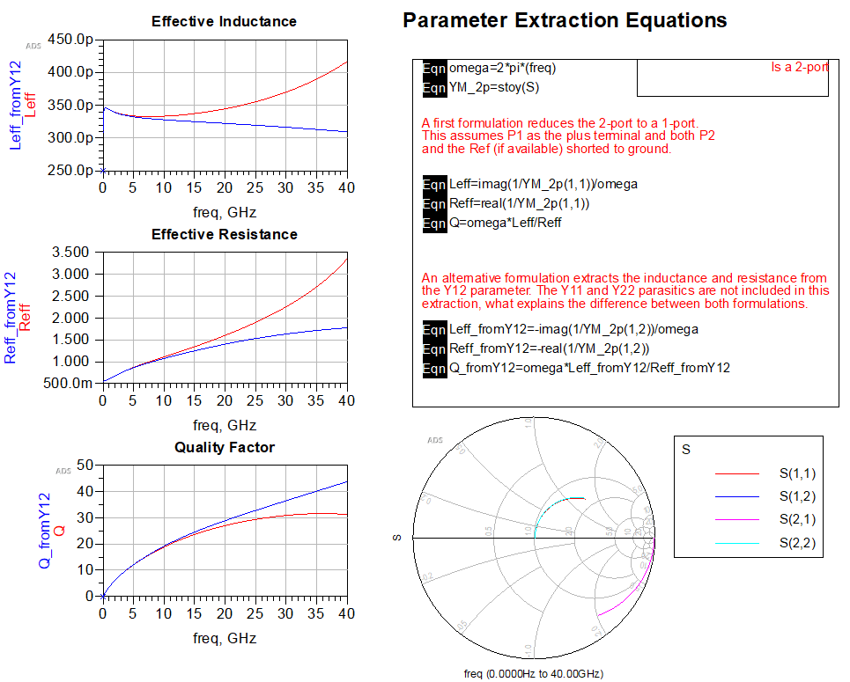 Effective Inductance
ADS
450.0p
400.0p
350.0p
300.0p
250.0p
Leff_fromY12
Leff
0 5 10 15 20 25 30 35 40
freq, GHz
Effective Resistance
3.500
3.000
2.500
2.000
1.500
1.000
500.0m
Reff_fromY12
Reff
0 5 10 15 20 25 30 35 40
freq, GHz
Quality Factor
ADS
50
40
30
20
10
0
Q_fromY12
Q
0 5 10 15 20 25 30 35 40
freq, GHz
Parameter Extraction Equations
Is a 2-port
Eqn omega=2*pi*(freq)
Eqn YM_2p=stoy(S)
A first formulation reduces the 2-port to a 1-port.
This assumes P1 as the plus terminal and both P2
and the Ref (if available) shorted to ground.
Eqn Leff=imag(1/YM_2p(1,1))/omega
Eqn Reff=real(1/YM_2p(1,1))
Eqn Q=omega*Leff/Reff
An alternative formulation extracts the inductance and resistance from
the Y12 parameter. The Y11 and Y22 parasitics are not included in this
extraction, what explains the difference between both formulations.
Eqn Leff_fromY12=-imag(1/YM_2p(1,2))/omega
Eqn Reff_fromY12=-real(1/YM_2p(1,2))
Eqn Q_fromY12=omega*Leff_fromY12/Reff_fromY12
ADS
S
freq (0.0000Hz to 40.00GHz)
S
S(1,1)
S(1,2)
S(2,1)
S(2,2)